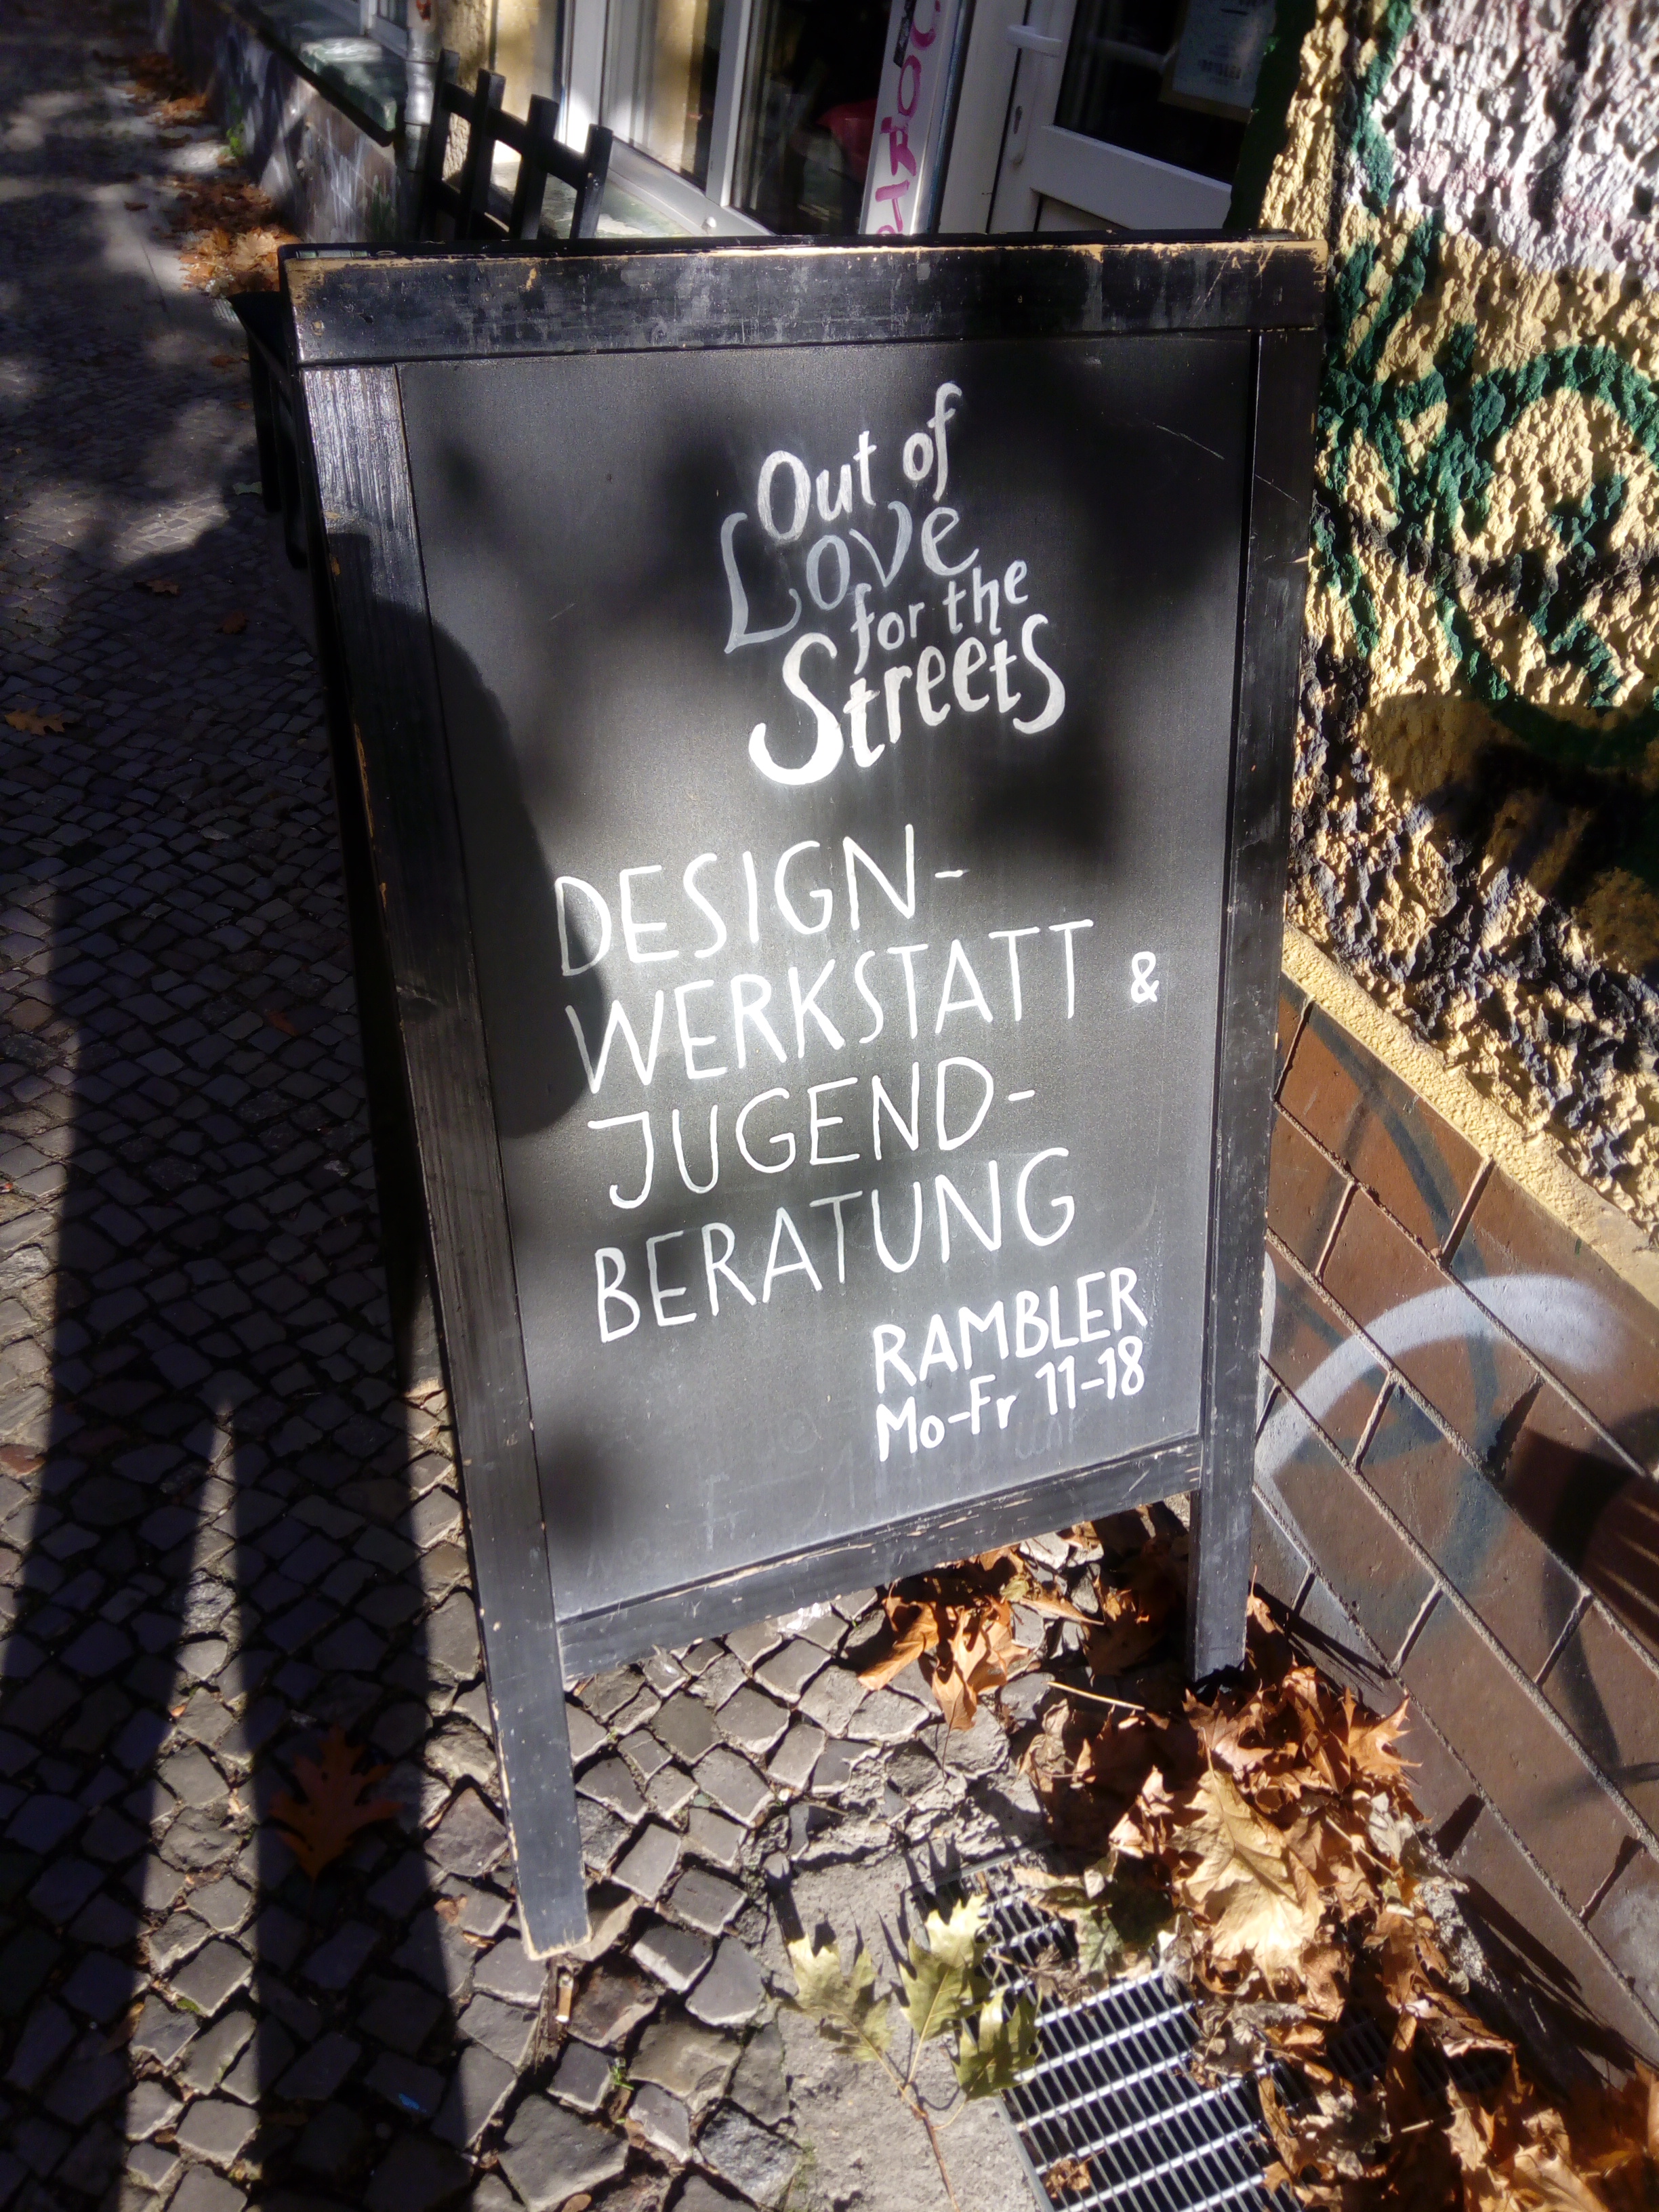 Out of
Love
for the
Streets
DESIGN-
WERKSTATT &
JUGEND-
BERATUNG
RAMBLER
Mo-Fr 11-18